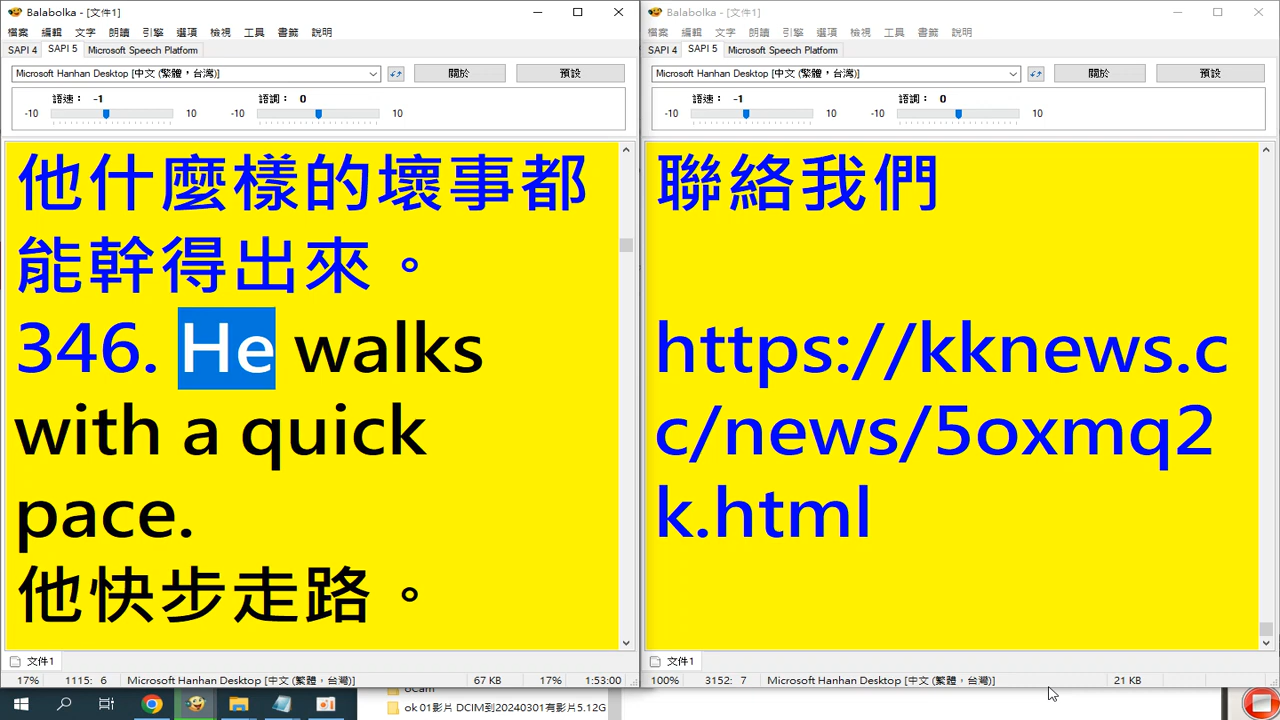 Balabolka - [文件1]
檔案 編輯 文字 朗讀 引擎 選項 檢視 工具 書籤 說明
SAPI 4 SAPI 5 Microsoft Speech Platform
Microsoft Hanhan Desktop [中文 (繁體，台灣)] 關於 預設
語速： -1 語調： 0
-10 10 -10 10
他什麼樣的壞事都
能幹得出來。
346. He walks
with a quick
pace.
他快步走路。
文件1
17% 1115: 6 Microsoft Hanhan Desktop [中文 (繁體，台灣)] 67 KB 17% 1:53:00
Balabolka - [文件1]
檔案 編輯 文字 朗讀 引擎 選項 檢視 工具 書籤 說明
SAPI 4 SAPI 5 Microsoft Speech Platform
Microsoft Hanhan Desktop [中文 (繁體，台灣)] 關於 預設
語速： -1 語調： 0
-10 10 -10 10
聯絡我們
https://kknews.c
c/news/5oxmq2
k.html
文件1
100% 3152: 7 Microsoft Hanhan Desktop [中文 (繁體，台灣)] 21 KB
oCam
ok 01影片 DCIM到20240301有影片5.12G